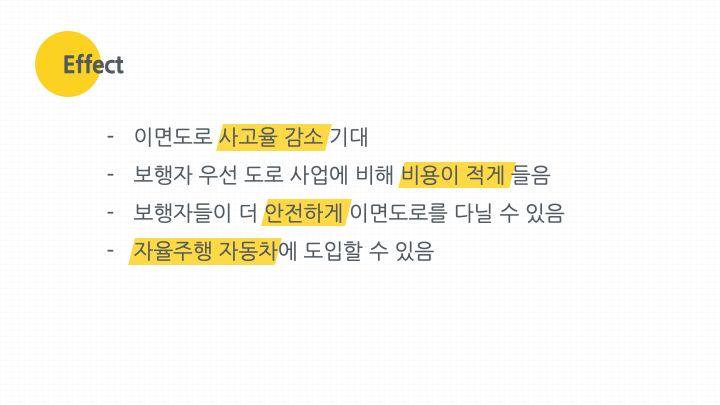 Effect
- 이면도로 사고율 감소 기대
- 보행자 우선 도로 사업에 비해 비용이 적게 들음
- 보행자들이 더 안전하게 이면도로를 다닐 수 있음
- 자율주행 자동차에 도입할 수 있음